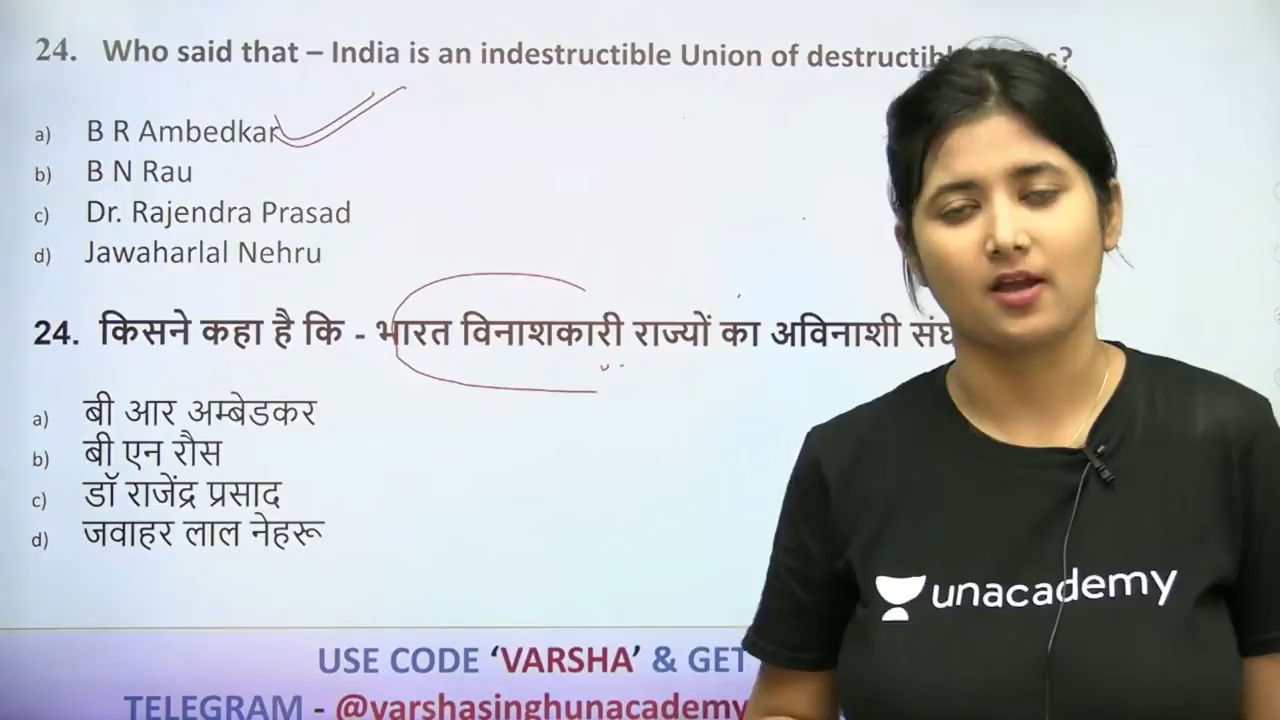 24. Who said that – India is an indestructible Union of
a) B R Ambedkar
b) B N Rau
c) Dr. Rajendra Prasad
d) Jawaharlal Nehru
24. किसने कहा है कि - भारत विनाशकारी राज्यों का अविनाशी संघ
a) बी आर अम्बेडकर
b) बी एन रौस
c) डॉ राजेंद्र प्रसाद
d) जवाहर लाल नेहरू
unacademy
USE CODE ‘VARSHA’ & GET
TELEGRAM - @varshasinghunacademy